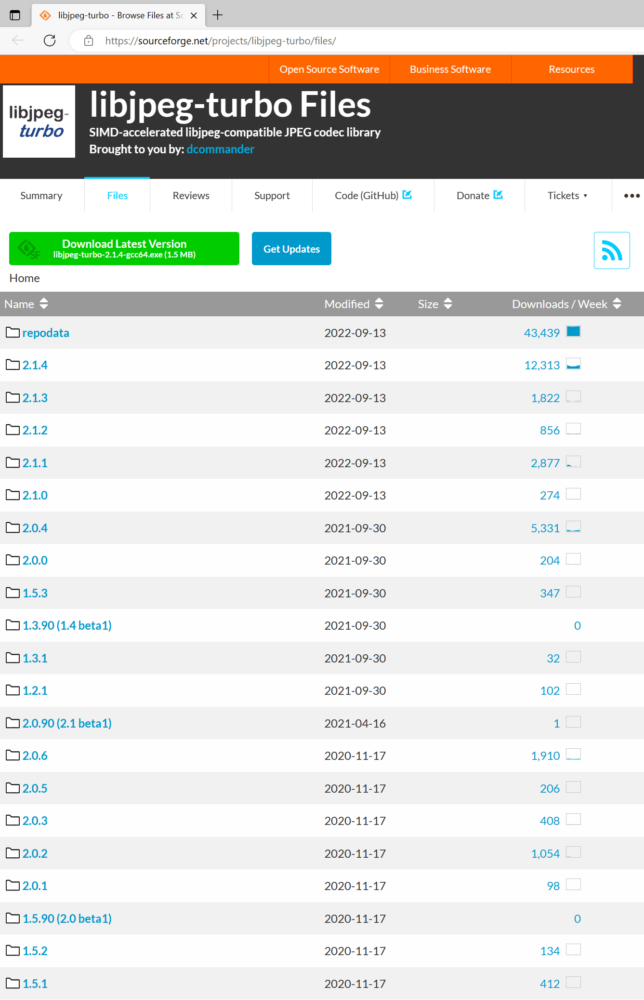 libjpeg-turbo - Browse Files at So
https://sourceforge.net/projects/libjpeg-turbo/files/
Open Source Software Business Software Resources
libjpeg-
turbo
libjpeg-turbo Files
SIMD-accelerated libjpeg-compatible JPEG codec library
Brought to you by: dcommander
Summary Files Reviews Support Code (GitHub) Donate Tickets ▾ •••
SF
Download Latest Version
libjpeg-turbo-2.1.4-gcc64.exe (1.5 MB)
Get Updates
Home
Name Modified Size Downloads / Week
repodata 2022-09-13 43,439
2.1.4 2022-09-13 12,313
2.1.3 2022-09-13 1,822
2.1.2 2022-09-13 856
2.1.1 2022-09-13 2,877
2.1.0 2022-09-13 274
2.0.4 2021-09-30 5,331
2.0.0 2021-09-30 204
1.5.3 2021-09-30 347
1.3.90 (1.4 beta1) 2021-09-30 0
1.3.1 2021-09-30 32
1.2.1 2021-09-30 102
2.0.90 (2.1 beta1) 2021-04-16 1
2.0.6 2020-11-17 1,910
2.0.5 2020-11-17 206
2.0.3 2020-11-17 408
2.0.2 2020-11-17 1,054
2.0.1 2020-11-17 98
1.5.90 (2.0 beta1) 2020-11-17 0
1.5.2 2020-11-17 134
1.5.1 2020-11-17 412